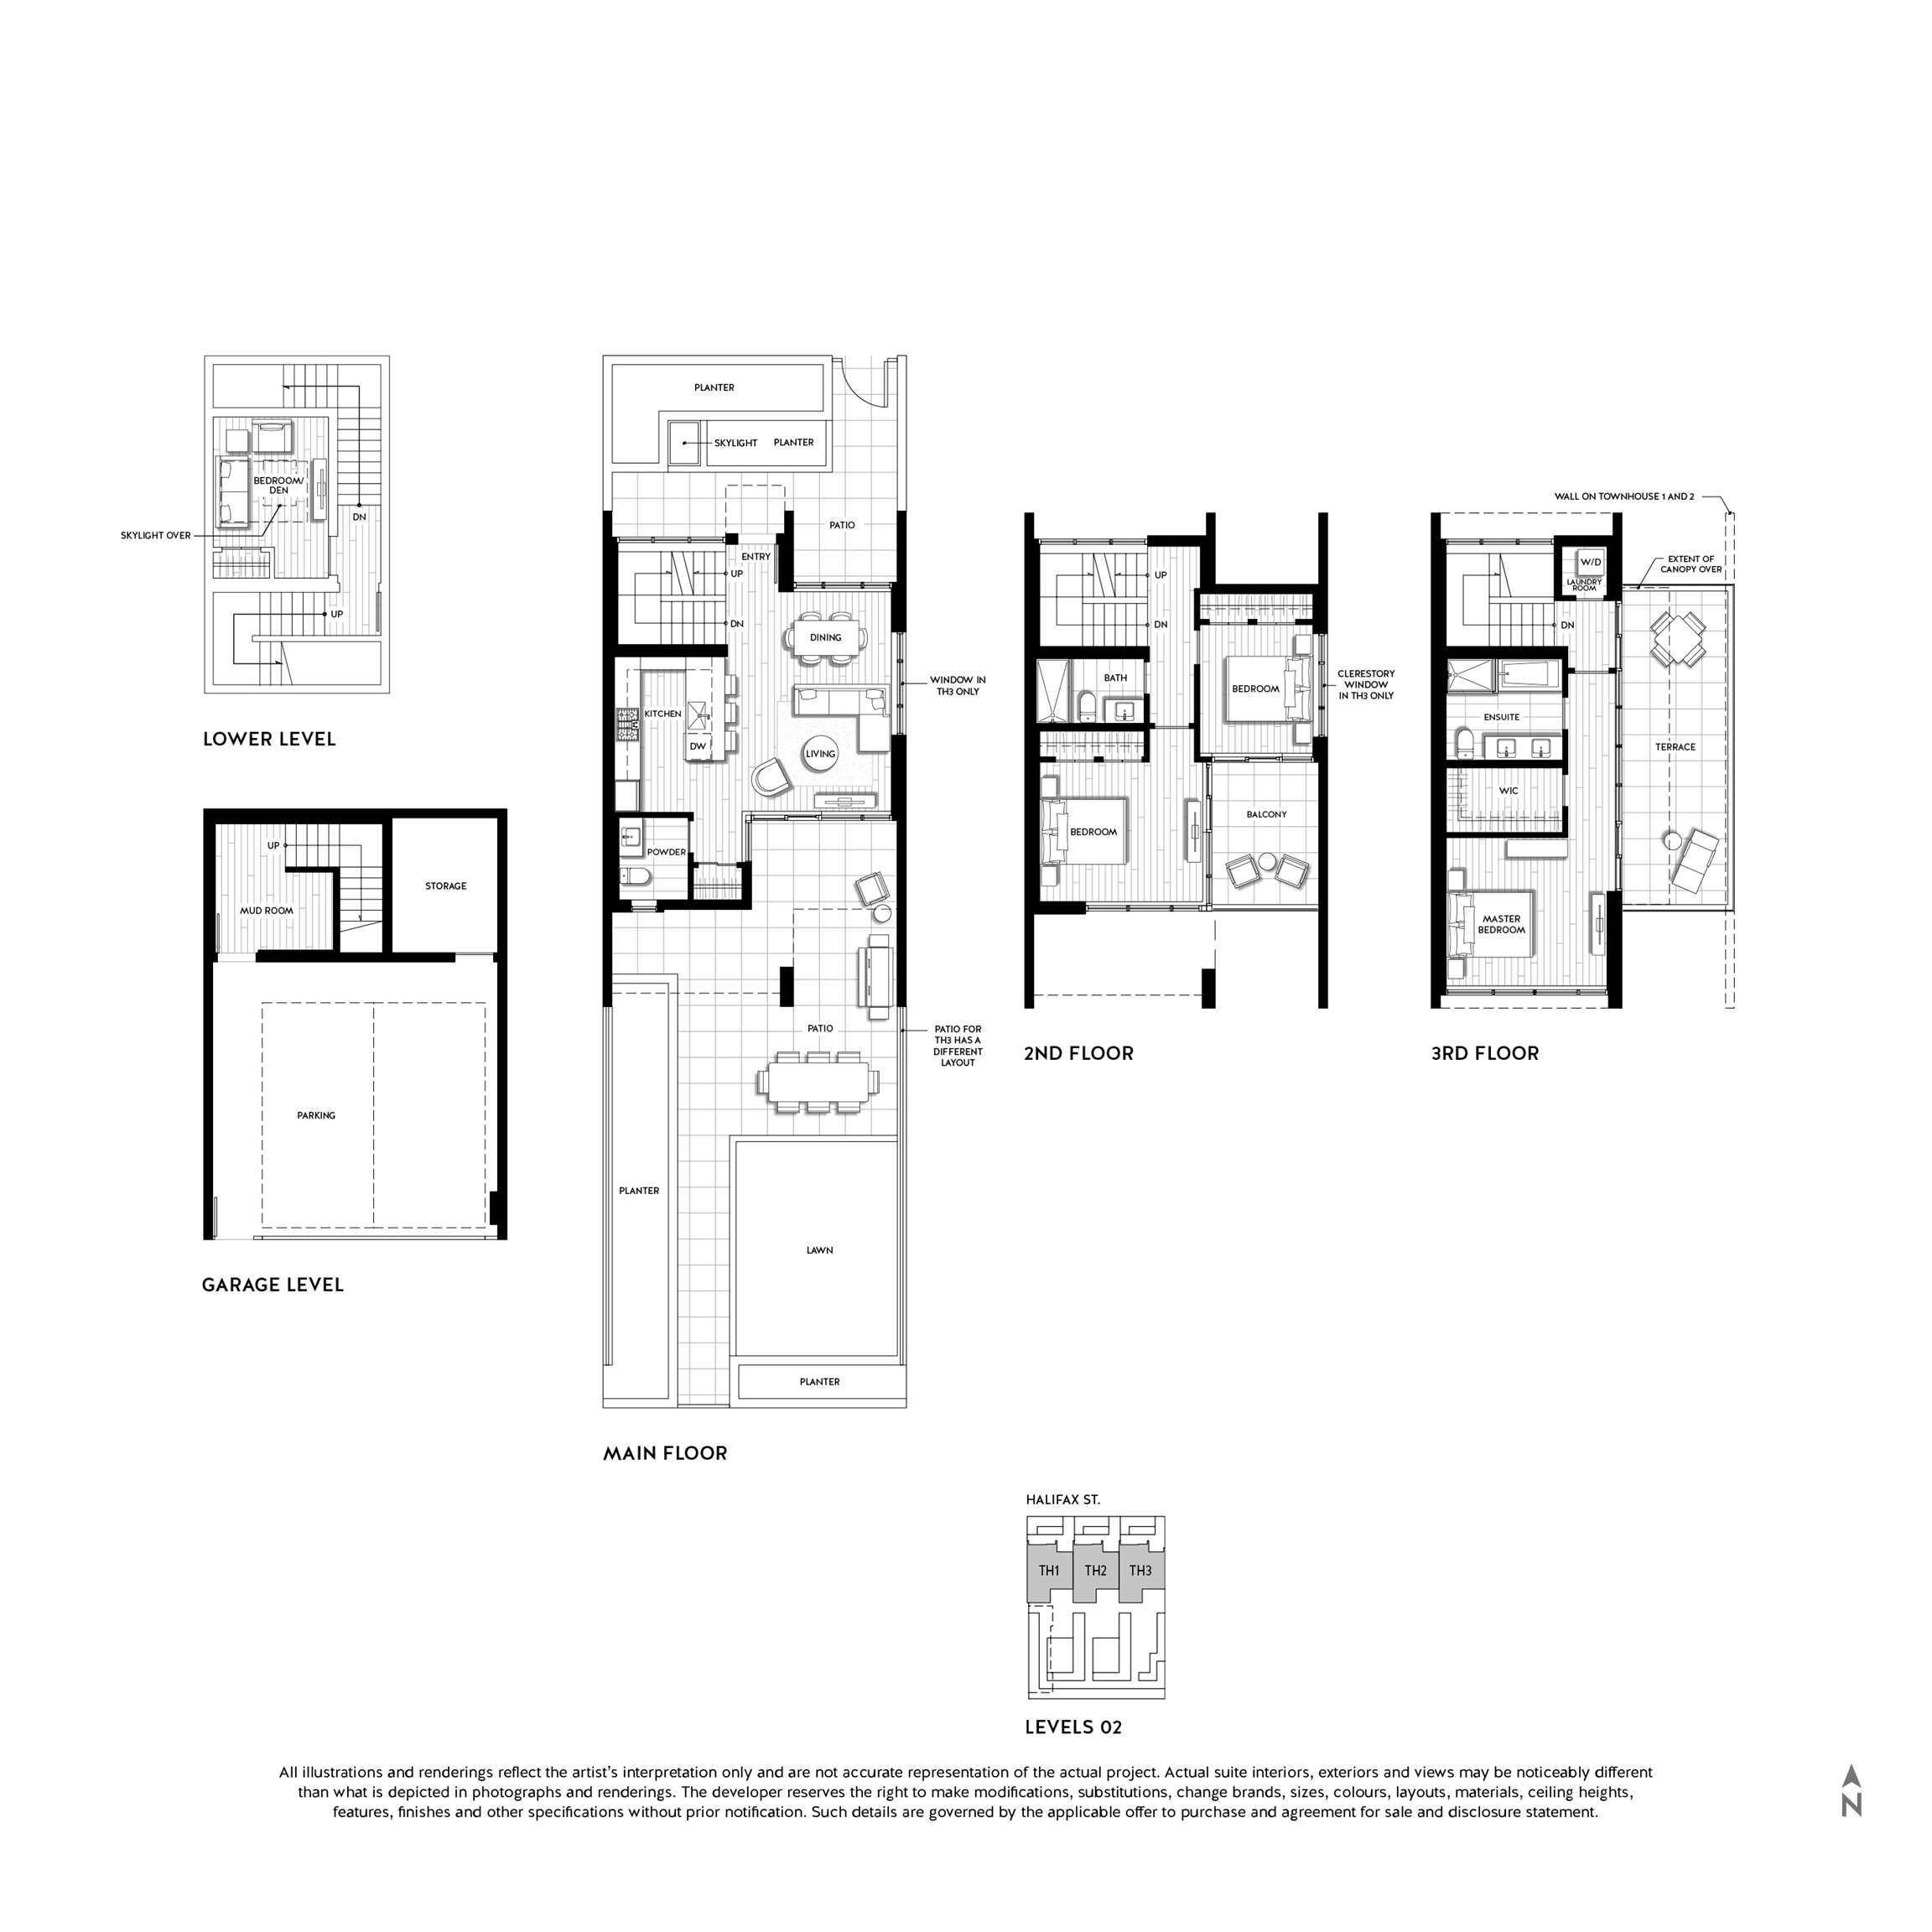 BEDROOM/
DEN
DN
SKYLIGHT OVER
UP
LOWER LEVEL
UP
MUD ROOM
STORAGE
PARKING
GARAGE LEVEL
PLANTER
SKYLIGHT
PLANTER
PATIO
ENTRY
UP
DN
DINING
WINDOW IN
TH3 ONLY
KITCHEN
DW
LIVING
POWDER
PATIO
PATIO FOR
TH3 HAS A
DIFFERENT
LAYOUT
PLANTER
LAWN
PLANTER
MAIN FLOOR
UP
DN
BATH
BEDROOM
CLERESTORY
WINDOW
IN TH3 ONLY
BEDROOM
BALCONY
2ND FLOOR
WALL ON TOWNHOUSE 1 AND 2
EXTENT OF
CANOPY OVER
W/D
LAUNDRY
ROOM
DN
ENSUITE
TERRACE
WIC
MASTER
BEDROOM
3RD FLOOR
HALIFAX ST.
TH1
TH2
TH3
LEVELS 02
All illustrations and renderings reflect the artist's interpretation only and are not accurate representation of the actual project. Actual suite interiors, exteriors and views may be noticeably different
than what is depicted in photographs and renderings. The developer reserves the right to make modifications, substitutions, change brands, sizes, colours, layouts, materials, ceiling heights,
features, finishes and other specifications without prior notification. Such details are governed by the applicable offer to purchase and agreement for sale and disclosure statement.
N